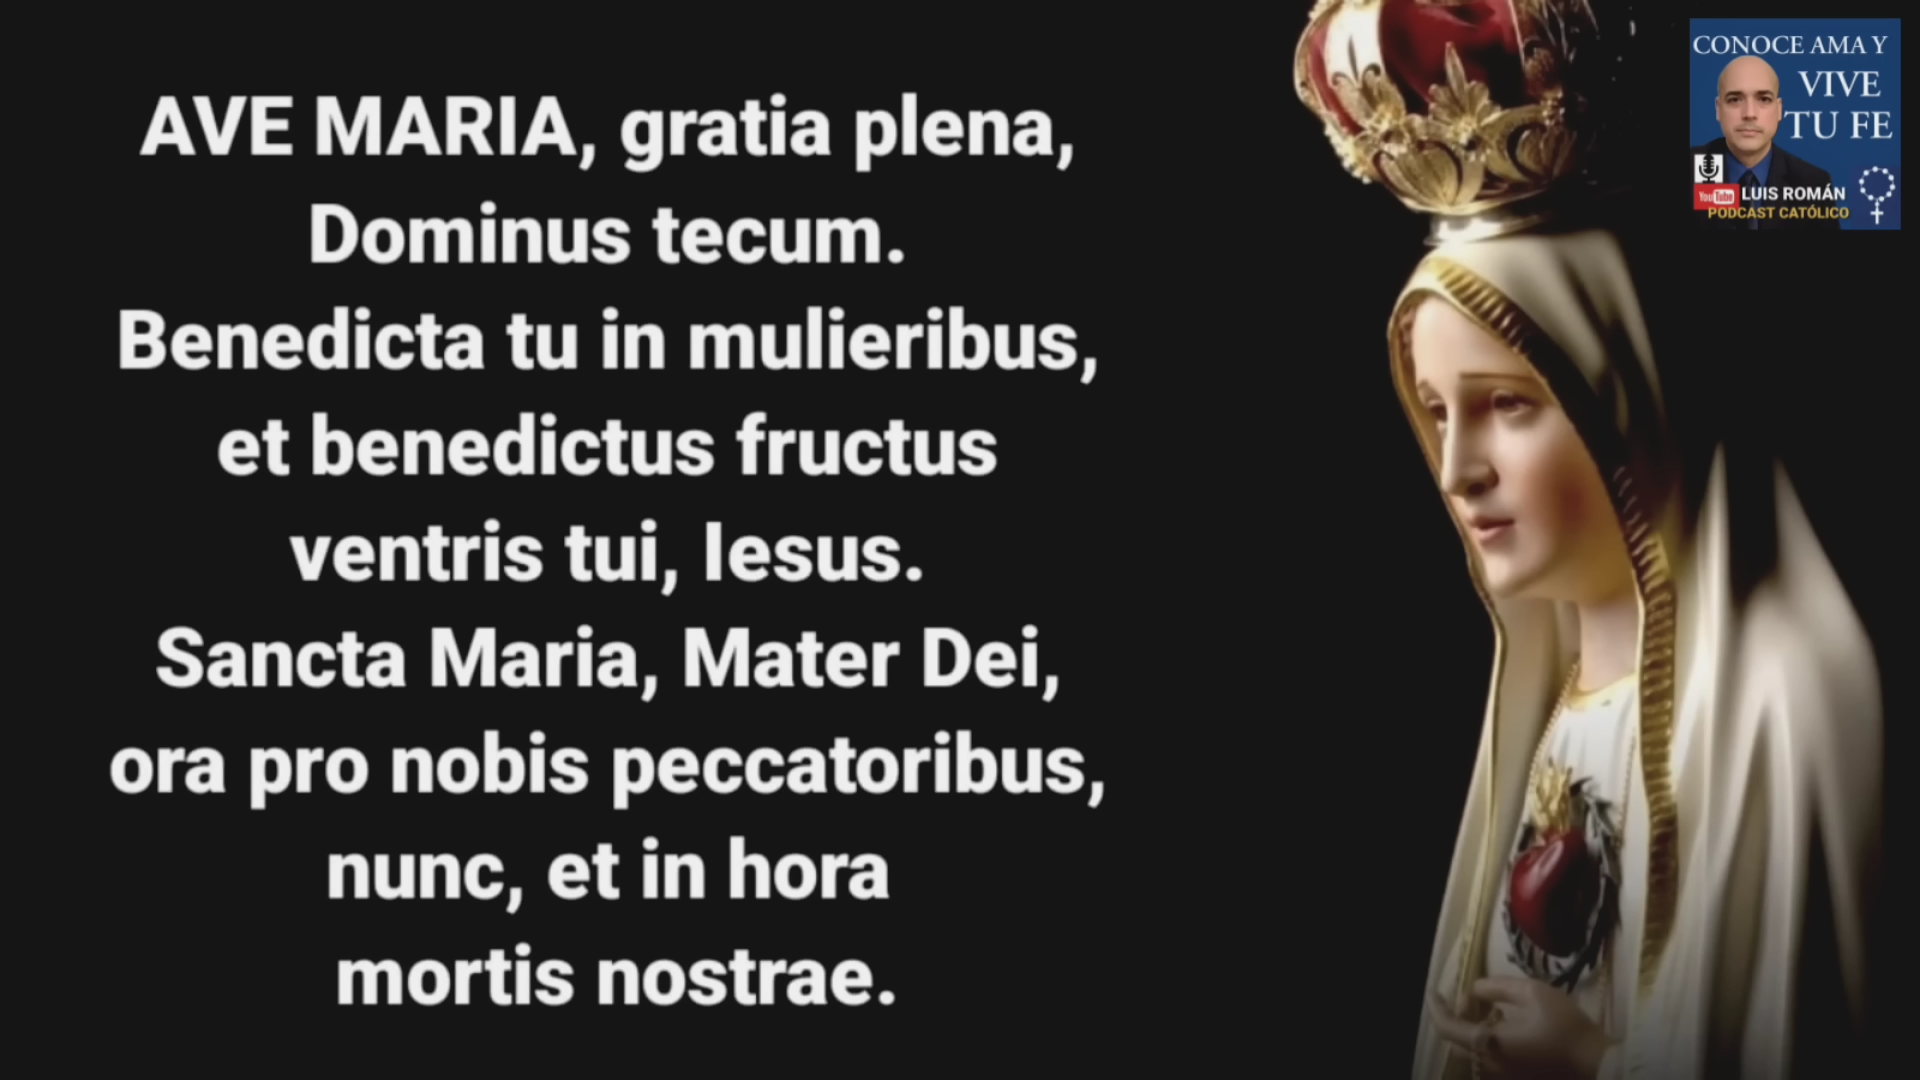 AVE MARIA, gratia plena,
Dominus tecum.
Benedicta tu in mulieribus,
et benedictus fructus
ventris tui, Iesus.
Sancta Maria, Mater Dei,
ora pro nobis peccatoribus,
nunc, et in hora
mortis nostrae.
CONOCE AMA Y
VIVE
TU FE
YouTube LUIS ROMÁN
PODCAST CATÓLICO